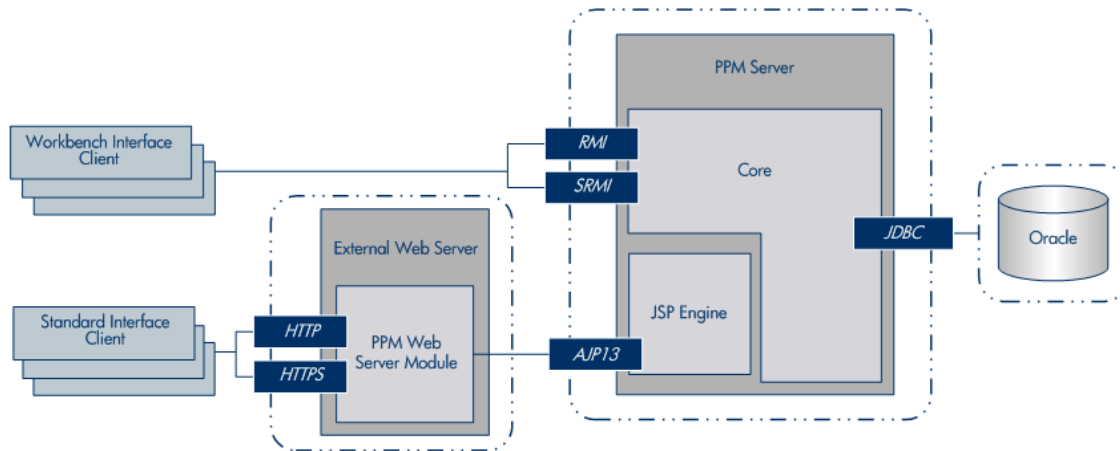 PPM Server
Workbench Interface
Client
RMI
SRMI
Core
JDBC
Oracle
External Web Server
Standard Interface
Client
HTTP
HTTPS
PPM Web
Server Module
AJP13
JSP Engine